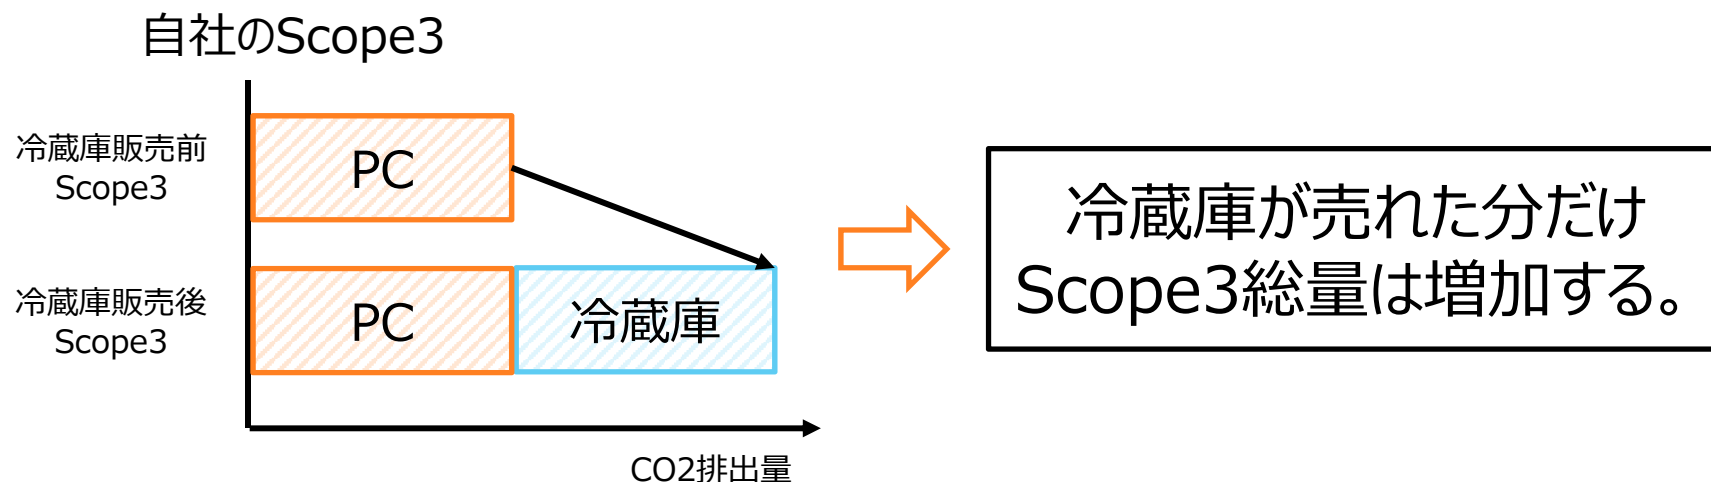 自社のScope3
冷蔵庫販売前
Scope3
PC
冷蔵庫販売後
Scope3
PC
冷蔵庫
CO2排出量
冷蔵庫が売れた分だけ
Scope3総量は増加する。